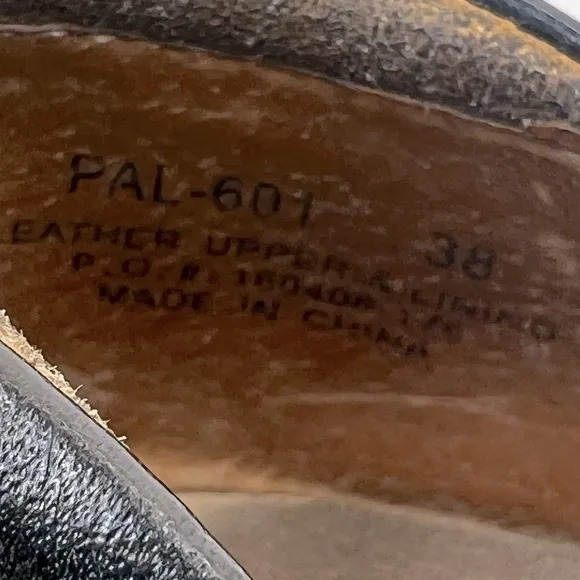 PAL-601 38
EATHER UPPER & LINING
P.O.#:
MADE IN CHINA